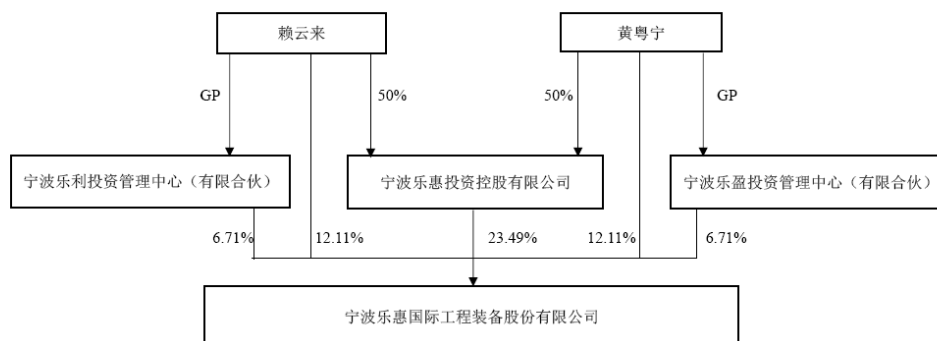 赖云来
黄粤宁
GP
50%
50%
GP
宁波乐利投资管理中心（有限合伙）
宁波乐惠投资控股有限公司
宁波乐盈投资管理中心（有限合伙）
6.71%
12.11%
23.49%
12.11%
6.71%
宁波乐惠国际工程装备股份有限公司